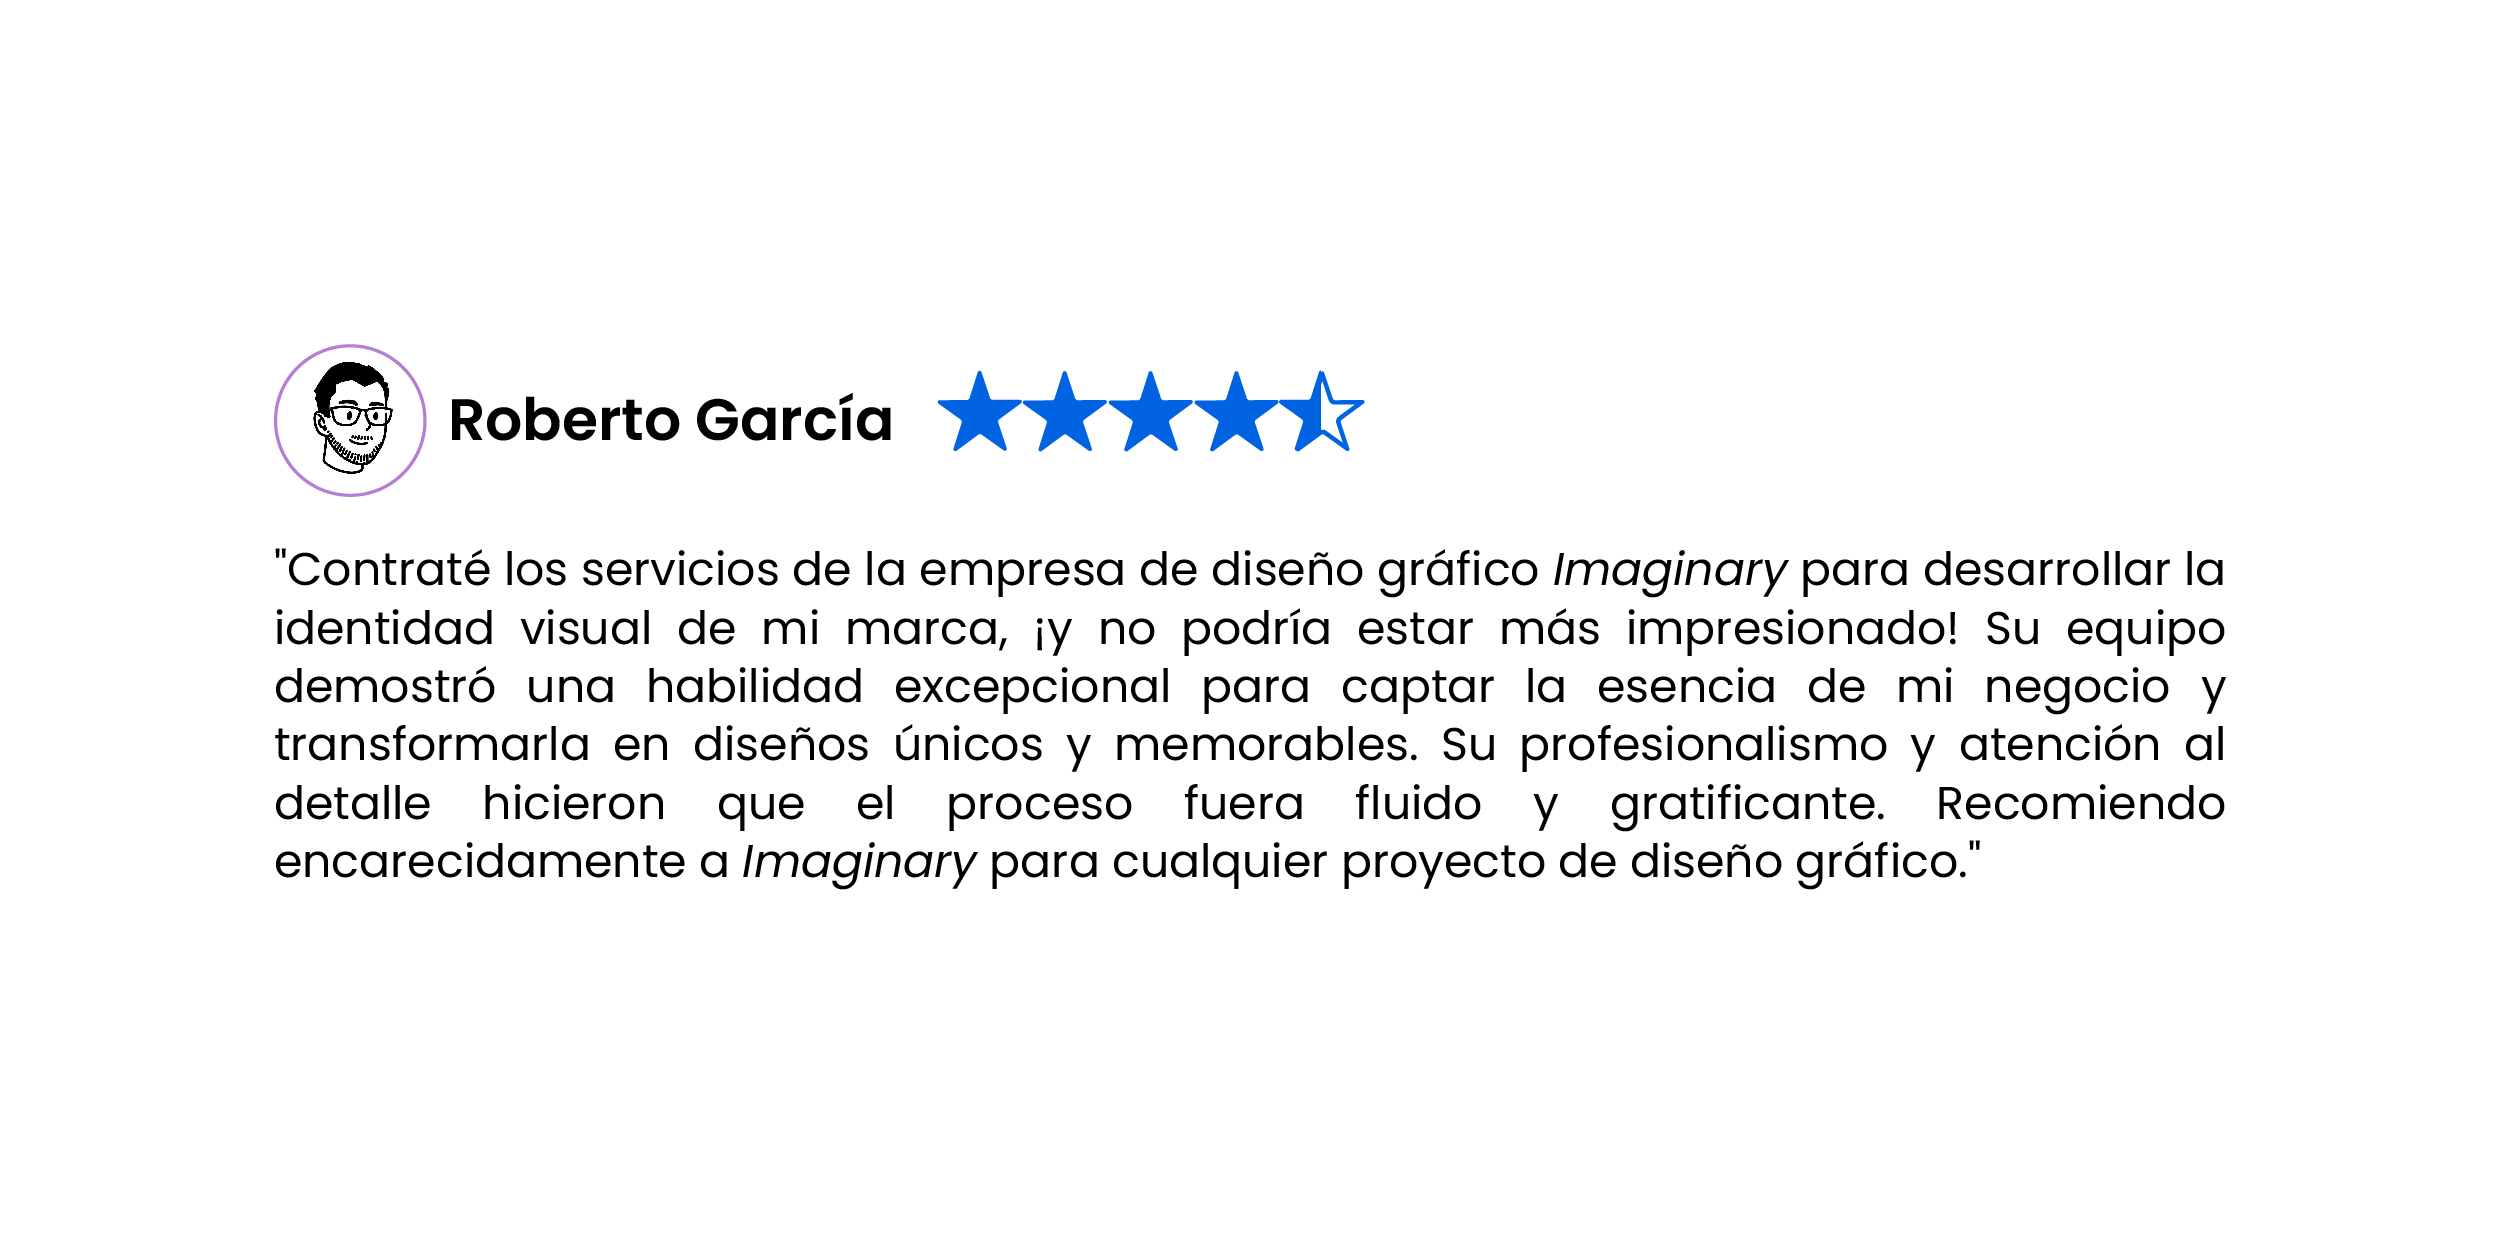 Roberto García
"Contraté los servicios de la empresa de diseño gráfico Imaginary para desarrollar la
identidad visual de mi marca, ¡y no podría estar más impresionado! Su equipo
demostró una habilidad excepcional para captar la esencia de mi negocio y
transformarla en diseños únicos y memorables. Su profesionalismo y atención al
detalle hicieron que el proceso fuera fluido y gratificante. Recomiendo
encarecidamente a Imaginary para cualquier proyecto de diseño gráfico."